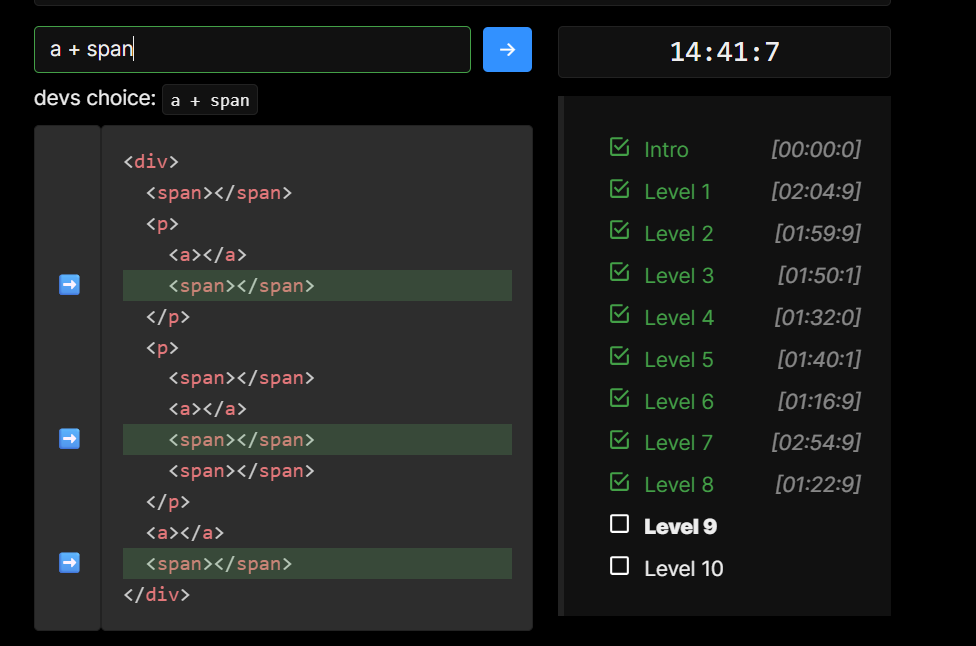 a + span
14:41:7
devs choice: a + span
<div>
  <span></span>
  <p>
    <a></a>
    <span></span>
  </p>
  <p>
    <span></span>
    <a></a>
    <span></span>
    <span></span>
  </p>
  <a></a>
  <span></span>
</div>
Intro [00:00:0]
Level 1 [02:04:9]
Level 2 [01:59:9]
Level 3 [01:50:1]
Level 4 [01:32:0]
Level 5 [01:40:1]
Level 6 [01:16:9]
Level 7 [02:54:9]
Level 8 [01:22:9]
Level 9
Level 10